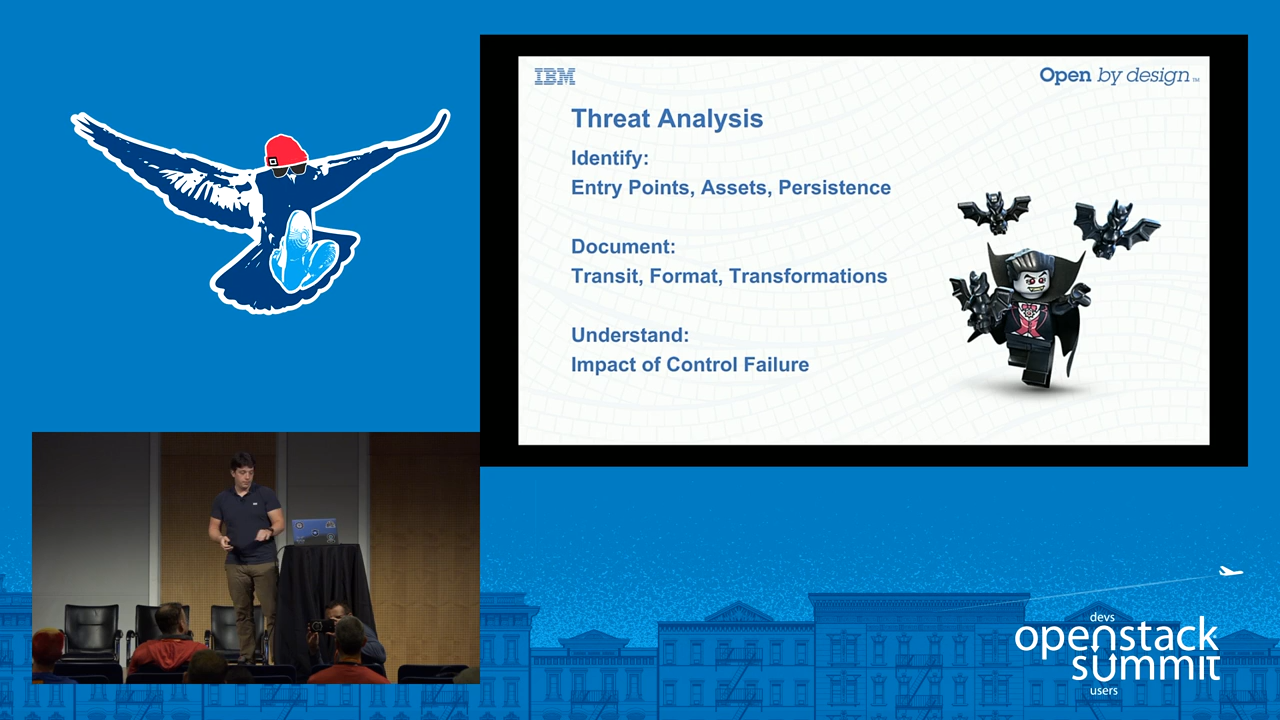 IBM
Open by design™
Threat Analysis
Identify:
Entry Points, Assets, Persistence
Document:
Transit, Format, Transformations
Understand:
Impact of Control Failure
devs
openstack
summit
users